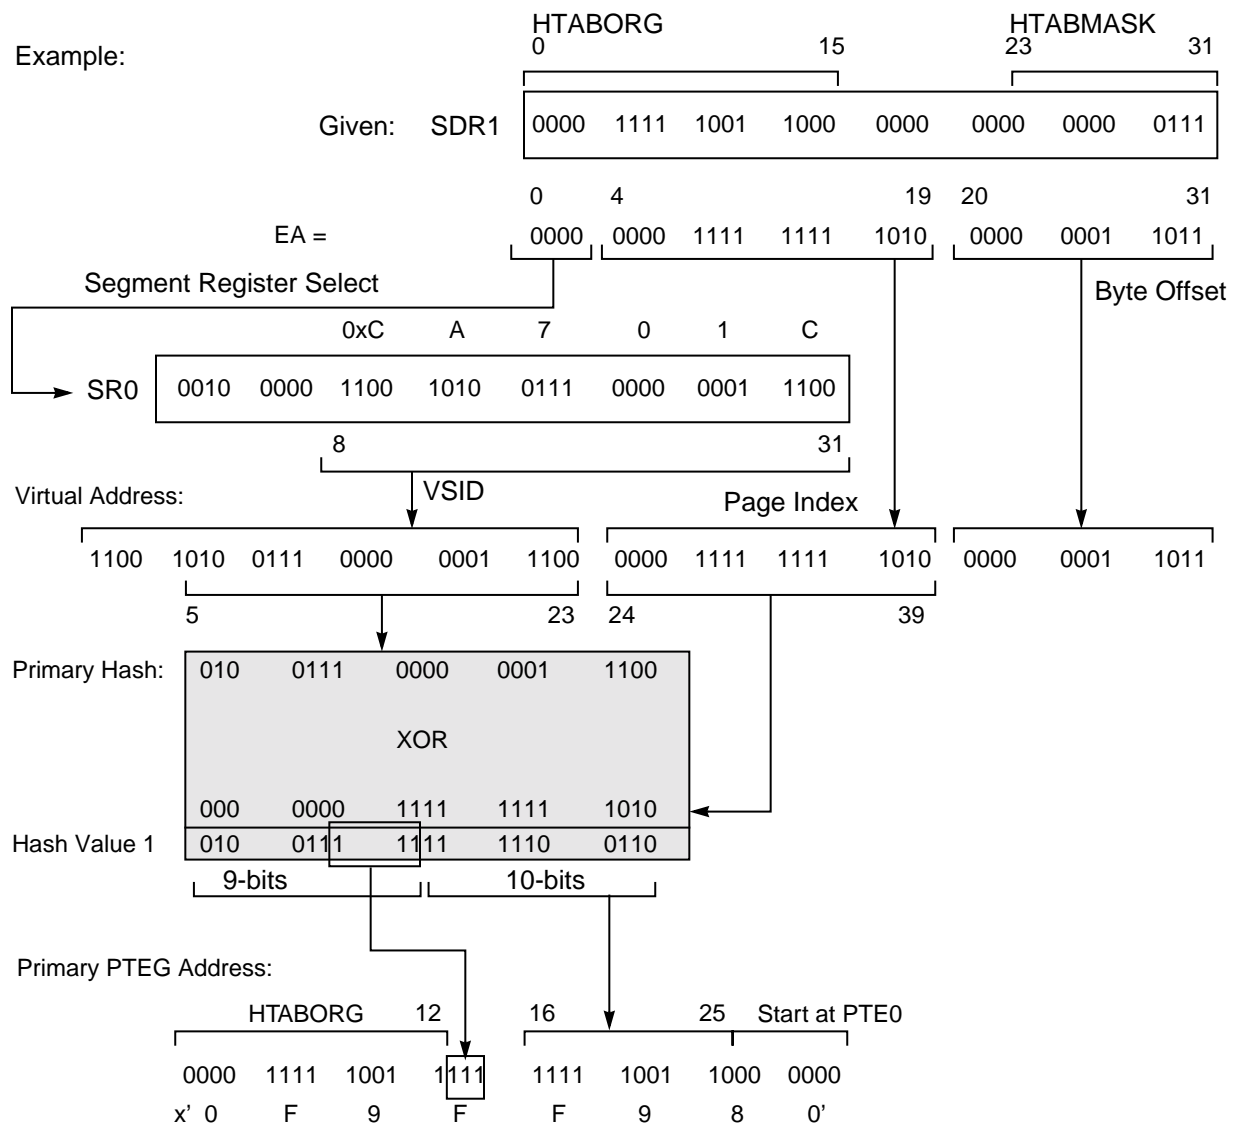 HTABORG HTABMASK
Example: 0 15 23 31
Given: SDR1 0000 1111 1001 1000 0000 0000 0000 0111
0 4 19 20 31
EA = 0000 0000 1111 1111 1010 0000 0001 1011
Segment Register Select Byte Offset
0xC A 7 0 1 C
SR0 0010 0000 1100 1010 0111 0000 0001 1100
8 31
Virtual Address: VSID Page Index
1100 1010 0111 0000 0001 1100 0000 1111 1111 1010 0000 0001 1011
5 23 24 39
Primary Hash: 010 0111 0000 0001 1100
XOR
000 0000 1111 1111 1010
Hash Value 1 010 0111 1111 1110 0110
9-bits 10-bits
Primary PTEG Address:
HTABORG 12 16 25 Start at PTE0
0000 1111 1001 1111 1111 1001 1000 0000
x' 0 F 9 F F 9 8 0'